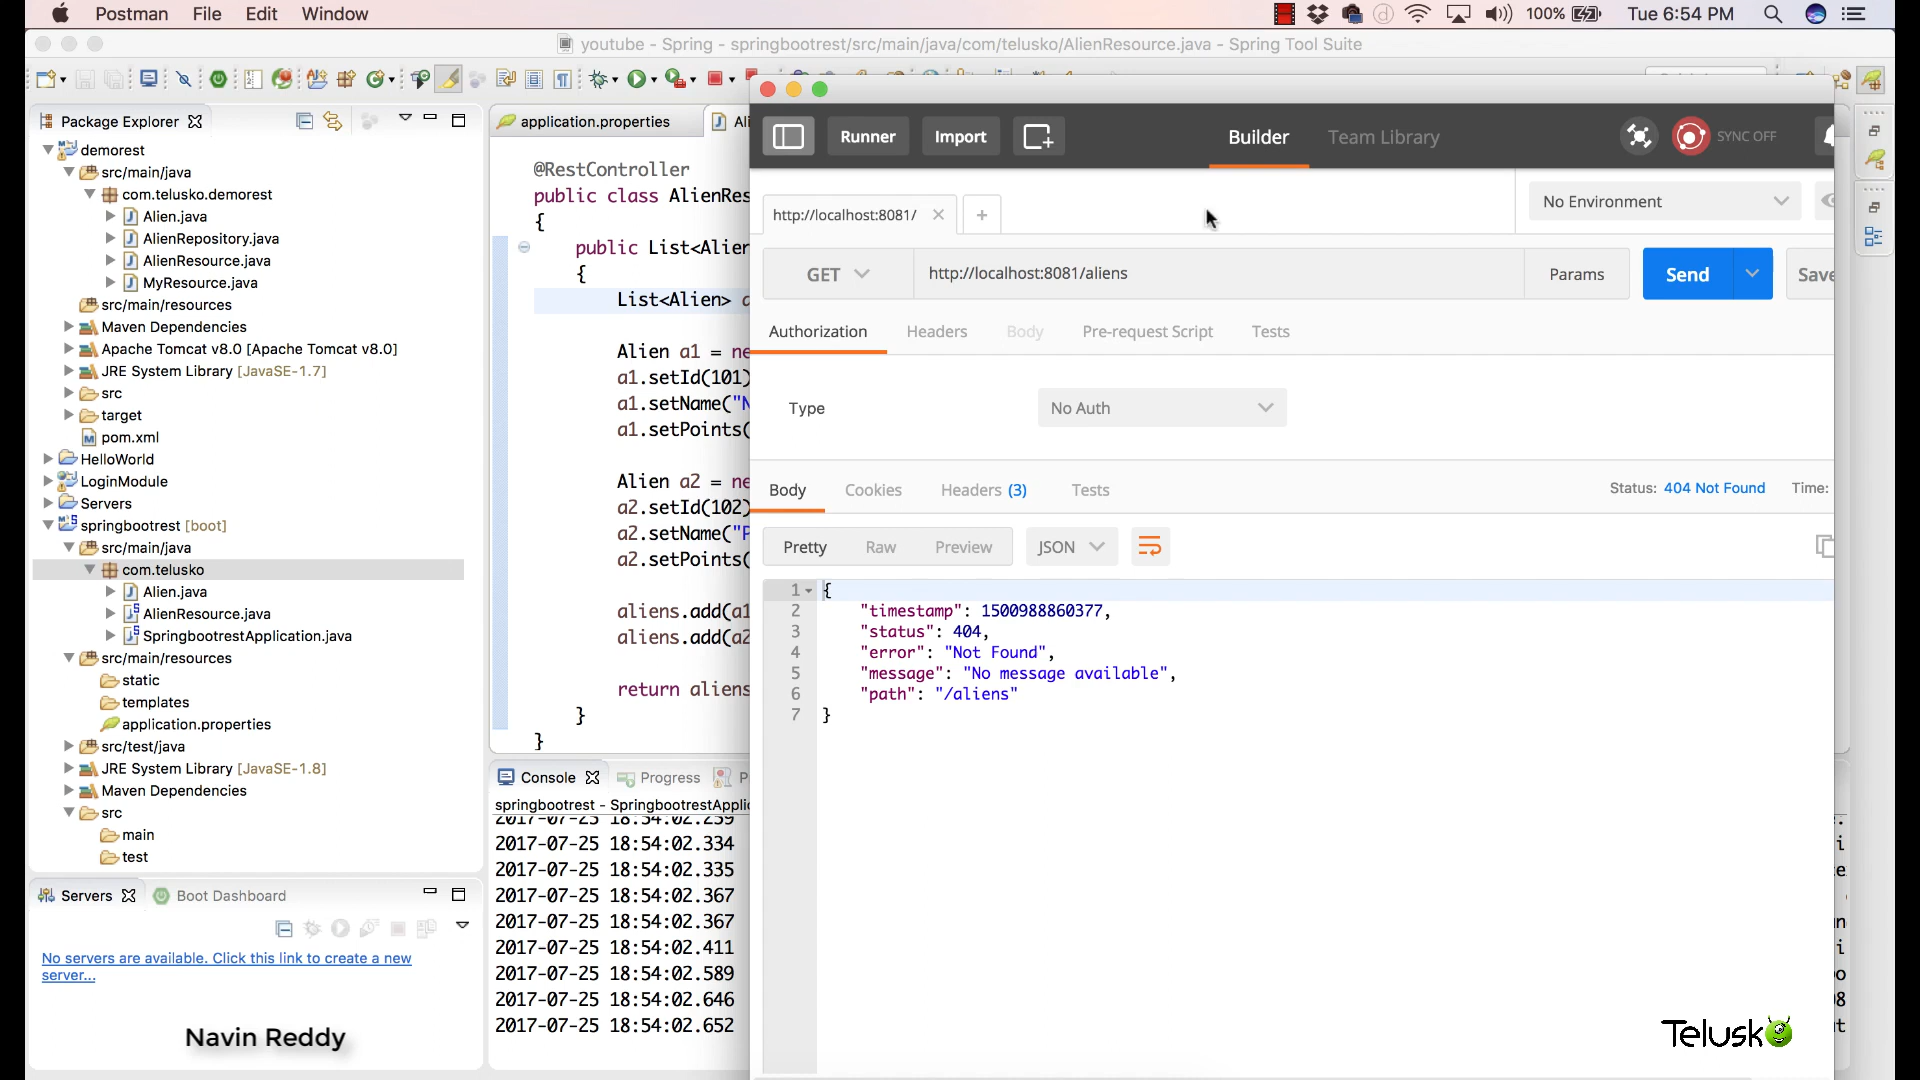 Postman File Edit Window
100% Tue 6:54 PM
youtube - Spring - springbootrest/src/main/java/com/telusko/AlienResource.java - Spring Tool Suite
Package Explorer
demorest
src/main/java
com.telusko.demorest
Alien.java
AlienRepository.java
AlienResource.java
MyResource.java
src/main/resources
Maven Dependencies
Apache Tomcat v8.0 [Apache Tomcat v8.0]
JRE System Library [JavaSE-1.7]
src
target
pom.xml
HelloWorld
LoginModule
Servers
springbootrest [boot]
src/main/java
com.telusko
Alien.java
AlienResource.java
SpringbootrestApplication.java
src/main/resources
static
templates
application.properties
src/test/java
JRE System Library [JavaSE-1.8]
Maven Dependencies
src
main
test
Servers Boot Dashboard
No servers are available. Click this link to create a new
server...
Navin Reddy
application.properties
@RestController
public class AlienRes
{
public List<Alien
{
List<Alien> a
Alien a1 = ne
a1.setId(101)
a1.setName("N
a1.setPoints(
Alien a2 = ne
a2.setId(102)
a2.setName("P
a2.setPoints(
aliens.add(a1
aliens.add(a2
return aliens
}
}
Console Progress
springbootrest - SpringbootrestApplic
2017-07-25 18:54:02.259
2017-07-25 18:54:02.334
2017-07-25 18:54:02.335
2017-07-25 18:54:02.367
2017-07-25 18:54:02.367
2017-07-25 18:54:02.411
2017-07-25 18:54:02.589
2017-07-25 18:54:02.646
2017-07-25 18:54:02.652
Runner Import Builder Team Library SYNC OFF
http://localhost:8081/ + No Environment
GET http://localhost:8081/aliens Params Send Save
Authorization Headers Body Pre-request Script Tests
Type No Auth
Body Cookies Headers (3) Tests Status: 404 Not Found Time:
Pretty Raw Preview JSON
1 {
2 "timestamp": 1500988860377,
3 "status": 404,
4 "error": "Not Found",
5 "message": "No message available",
6 "path": "/aliens"
7 }
Telusko